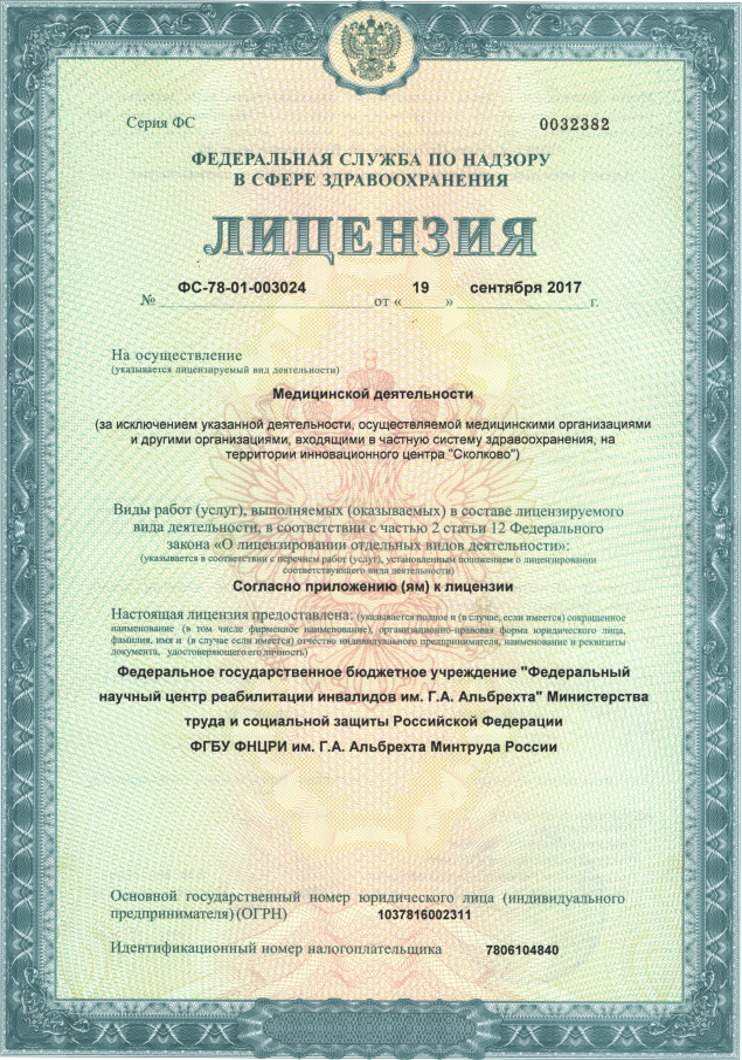 Серия ФС 0032382
ФЕДЕРАЛЬНАЯ СЛУЖБА ПО НАДЗОРУ
В СФЕРЕ ЗДРАВООХРАНЕНИЯ
ЛИЦЕНЗИЯ
№ ФС-78-01-003024 от « 19 » сентября 2017 г.
На осуществление
(указывается лицензируемый вид деятельности)
Медицинской деятельности
(за исключением указанной деятельности, осуществляемой медицинскими организациями
и другими организациями, входящими в частную систему здравоохранения, на
территории инновационного центра "Сколково")
Виды работ (услуг), выполняемых (оказываемых) в составе лицензируемого
вида деятельности, в соответствии с частью 2 статьи 12 Федерального
закона «О лицензировании отдельных видов деятельности»:
(указывается в соответствии с перечнем работ (услуг), установленным положением о лицензировании
соответствующего вида деятельности)
Согласно приложению (ям) к лицензии
Настоящая лицензия предоставлена: (указывается полное и (в случае, если имеется) сокращенное
наименование (в том числе фирменное наименование), организационно-правовая форма юридического лица,
фамилия, имя и (в случае если имеется) отчество индивидуального предпринимателя, наименование и реквизиты
документа, удостоверяющего его личность)
Федеральное государственное бюджетное учреждение "Федеральный
научный центр реабилитации инвалидов им. Г.А. Альбрехта" Министерства
труда и социальной защиты Российской Федерации
ФГБУ ФНЦРИ им. Г.А. Альбрехта Минтруда России
Основной государственный номер юридического лица (индивидуального
предпринимателя) (ОГРН) 1037816002311
Идентификационный номер налогоплательщика 7806104840